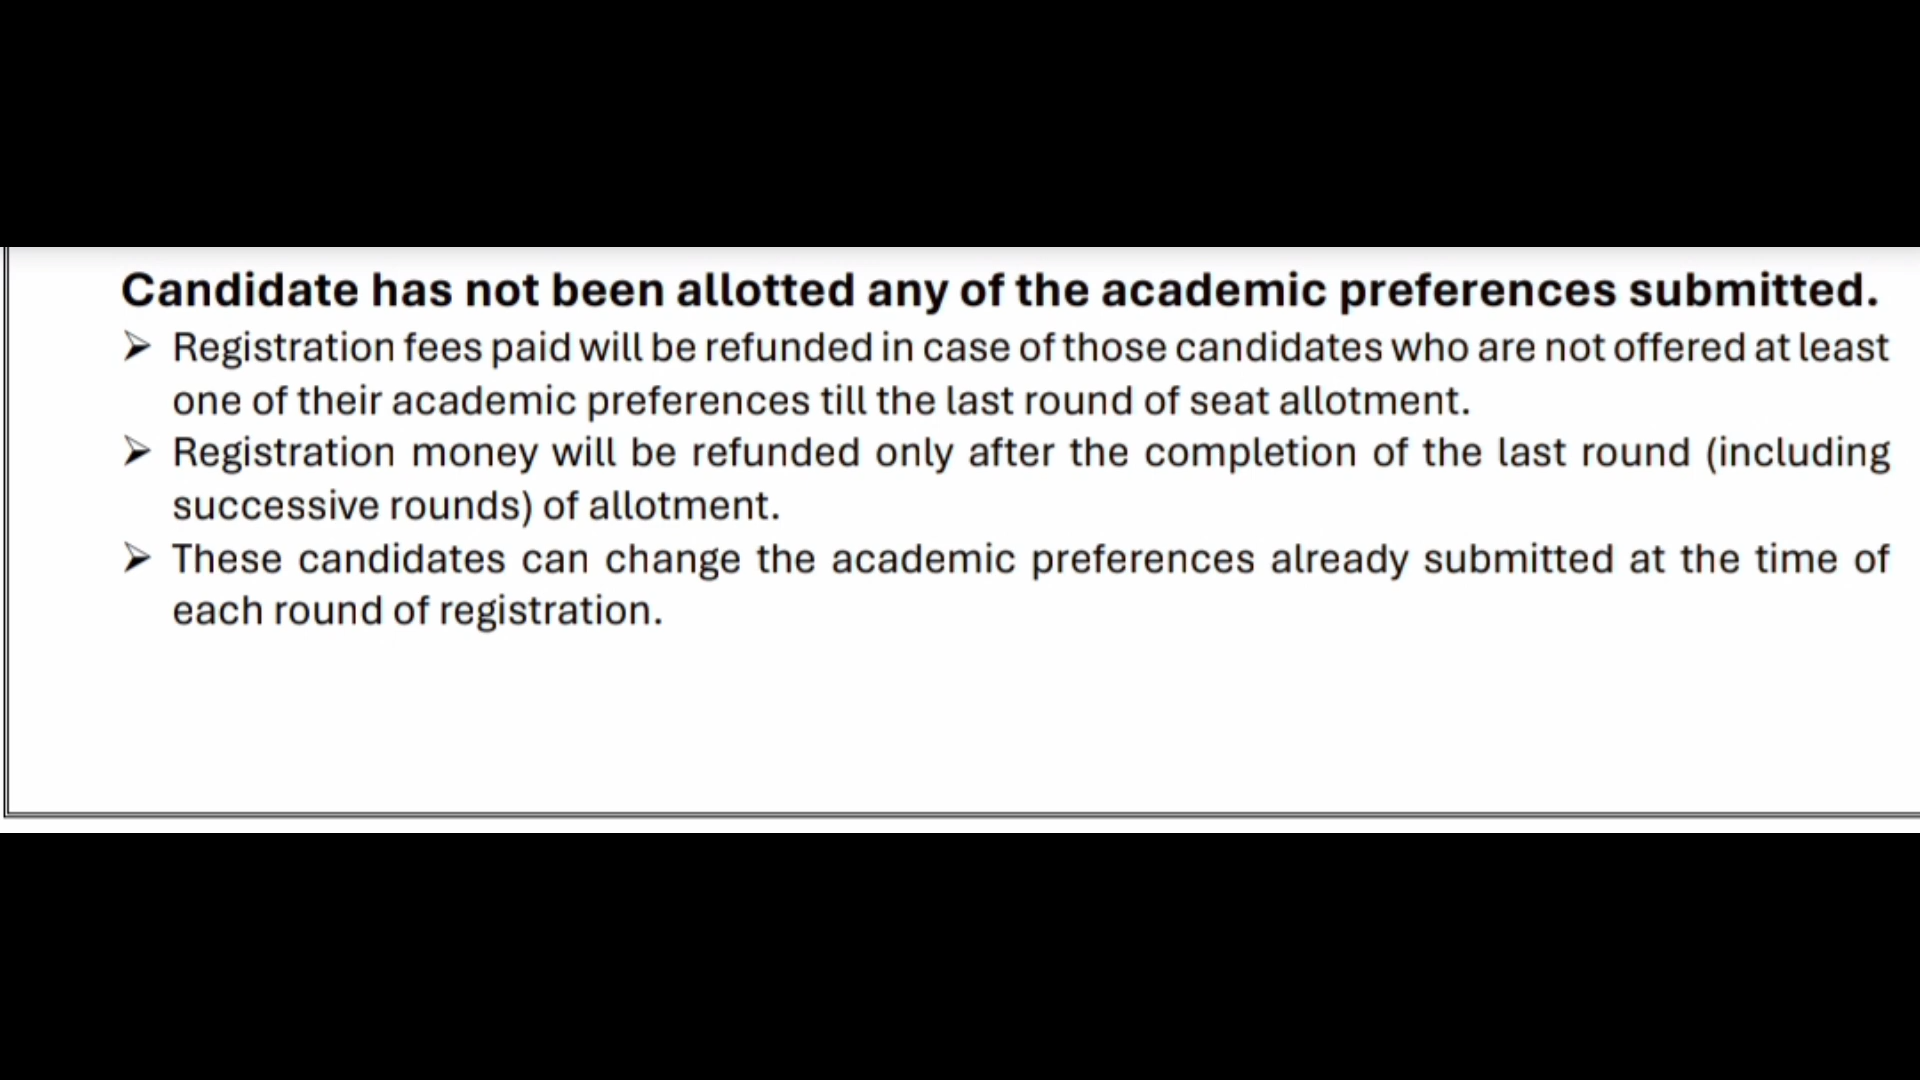 Candidate has not been allotted any of the academic preferences submitted.
➢ Registration fees paid will be refunded in case of those candidates who are not offered at least
one of their academic preferences till the last round of seat allotment.
➢ Registration money will be refunded only after the completion of the last round (including
successive rounds) of allotment.
➢ These candidates can change the academic preferences already submitted at the time of
each round of registration.